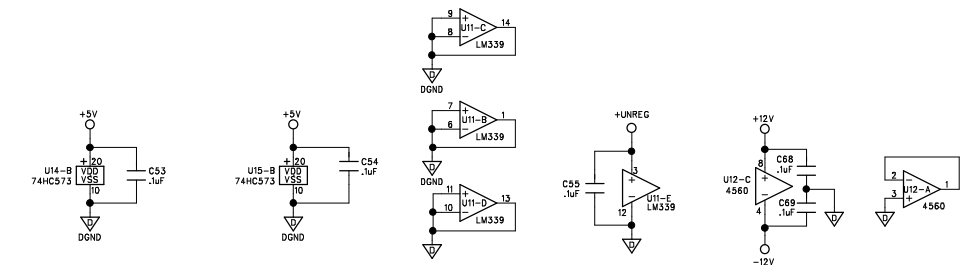 9 + U11-C 14
8 -
LM339
D
DGND
+5V
+ 20
U14-B VDD
74HC573 VSS
10
C53
.1uF
D
DGND
+5V
+ 20
U15-B VDD
74HC573 VSS
10
C54
.1uF
D
DGND
7 + U11-B 1
6 -
LM339
D
DGND
11 + U11-D 13
10 -
LM339
D
+UNREG
3
+
C55
.1uF
-
12
U11-E
LM339
D
+12V
8
+
U12-C
4560
-
4
C68
.1uF
C69
.1uF
D
-12V
2 - U12-A 1
3 +
4560
D